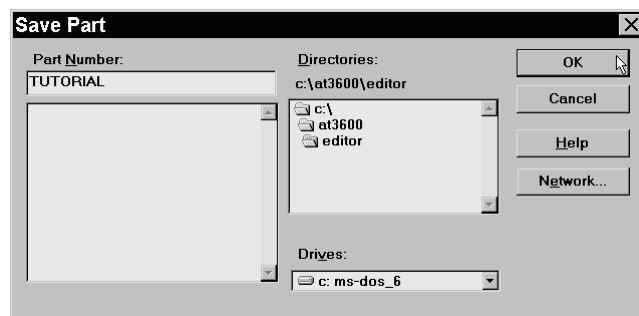 Save Part
Part Number:
TUTORIAL
Directories:
c:\at3600\editor
c:\
at3600
editor
Drives:
c: ms-dos_6
OK
Cancel
Help
Network...